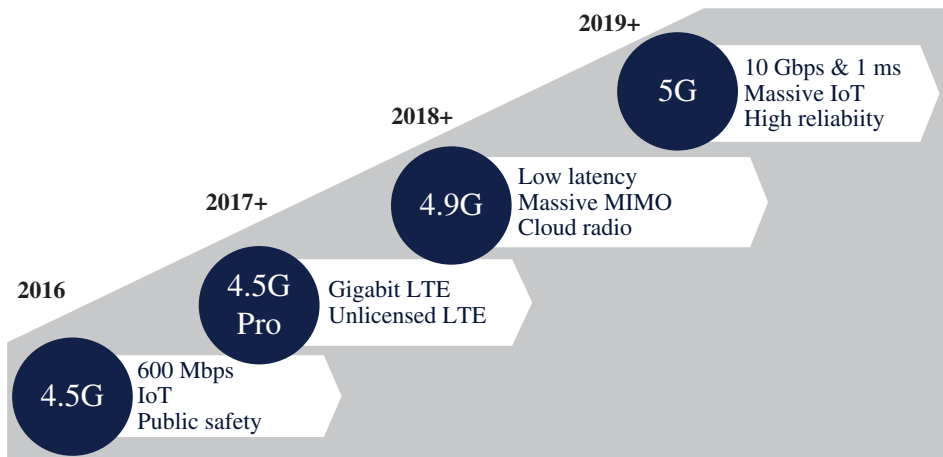 2019+
5G
10 Gbps & 1 ms
Massive IoT
High reliabiity
2018+
4.9G
Low latency
Massive MIMO
Cloud radio
2017+
4.5G
Pro
Gigabit LTE
Unlicensed LTE
2016
4.5G
600 Mbps
IoT
Public safety